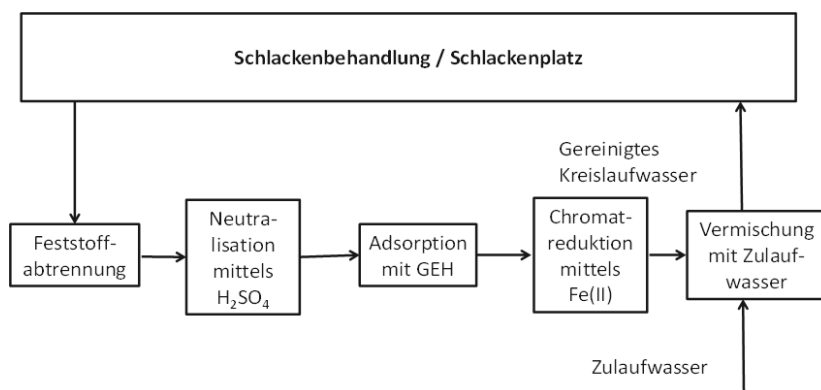 Schlackenbehandlung / Schlackenplatz
Gereinigtes
Kreislaufwasser
Feststoff-
abtrennung
Neutra-
lisation
mittels
H₂SO₄
Adsorption
mit GEH
Chromat-
reduktion
mittels
Fe(II)
Vermischung
mit Zulauf-
wasser
Zulaufwasser